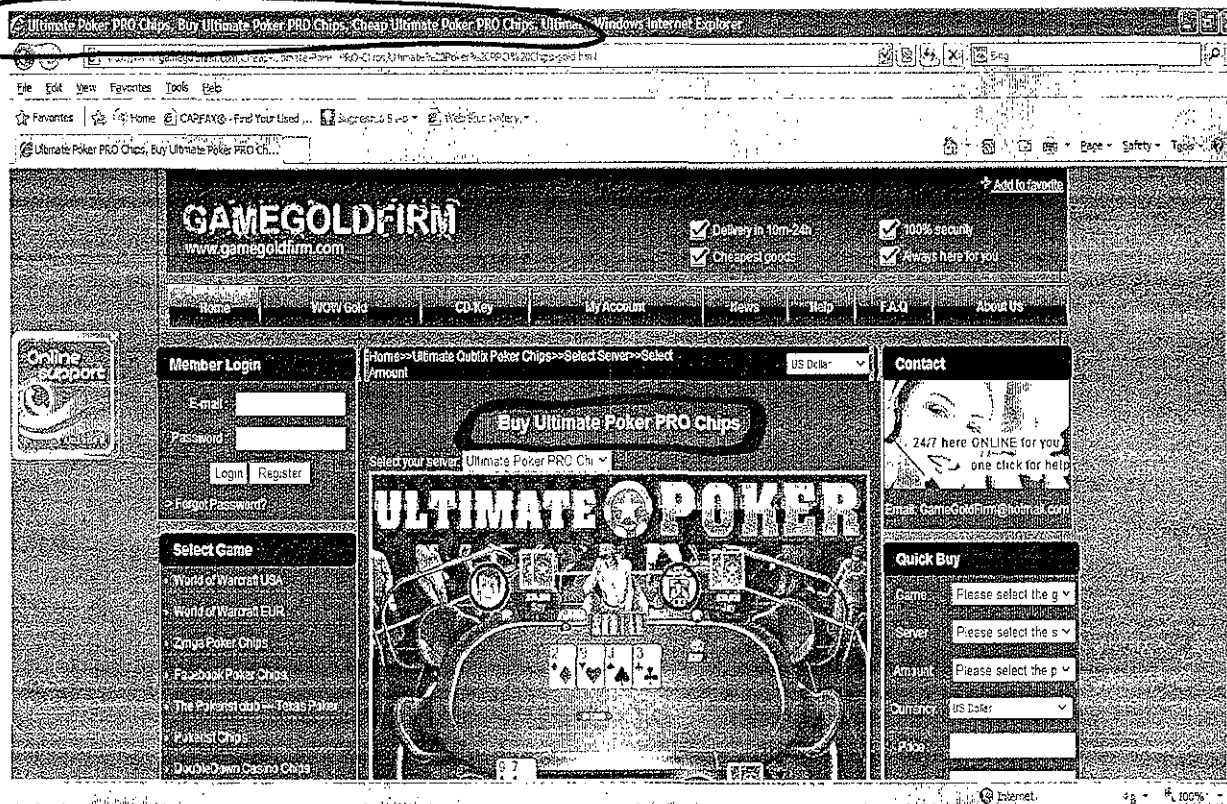 Ultimate Poker PRO Chips, Buy Ultimate Poker PRO Chips, Cheap Ultimate Poker PRO Chips, Ultima... Windows Internet Explorer
File Edit View Favorites Tools Help
Favorites Home CARFAX® - Find Your Used ...
Ultimate Poker PRO Chips, Buy Ultimate Poker PRO Ch...
Page Safety Tools
Add to favorite
GAMEGOLDFIRM
www.gamegoldfirm.com
Delivery in 10m-24h
100% security
Cheapest goods
Always here for you
Home WOW Gold CD-Key My Account News Help F.A.Q About US
Online support
Member Login
E-mail
Password
Login Register
Forgot Password?
Select Game
World of Warcraft USA
World of Warcraft EUR
Zynga Poker Chips
Facebook Poker Chips
The Pokerist club — Texas Poker
Pokerist Chips
DoubleDown Casino Chips
Home>>Ultimate Qublix Poker Chips>>Select Server>>Select Amount
US Dollar
Buy Ultimate Poker PRO Chips
Select your server: Ultimate Poker PRO Chi
ULTIMATE POKER
Contact
24/7 here ONLINE for you
one click for help
Email: GameGoldFirm@hotmail.com
Quick Buy
Game Please select the g
Server Please select the s
Amount Please select the p
Currency US Dollar
Price
Internet
100%